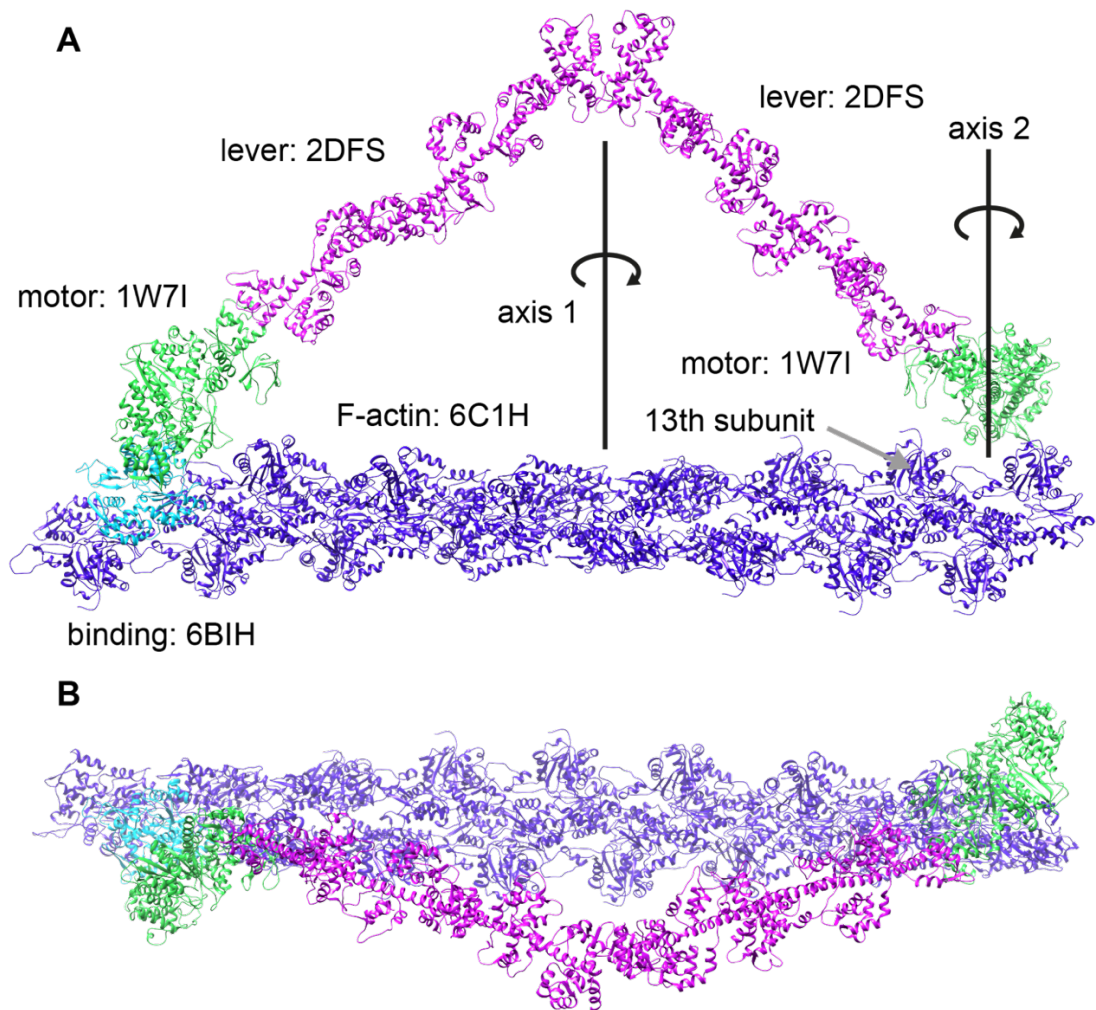 A
lever: 2DFS
lever: 2DFS
axis 2
motor: 1W7I
axis 1
motor: 1W7I
F-actin: 6C1H
13th subunit
binding: 6BIH
B